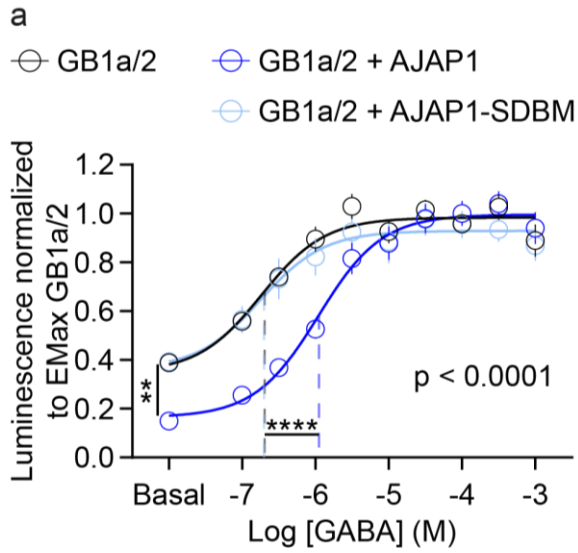 a
GB1a/2
GB1a/2 + AJAP1
GB1a/2 + AJAP1-SDBM
Luminescence normalized
to EMax GB1a/2
1.2
1.0
0.8
0.6
0.4
0.2
0.0
**
****
p < 0.0001
Basal -7 -6 -5 -4 -3
Log [GABA] (M)